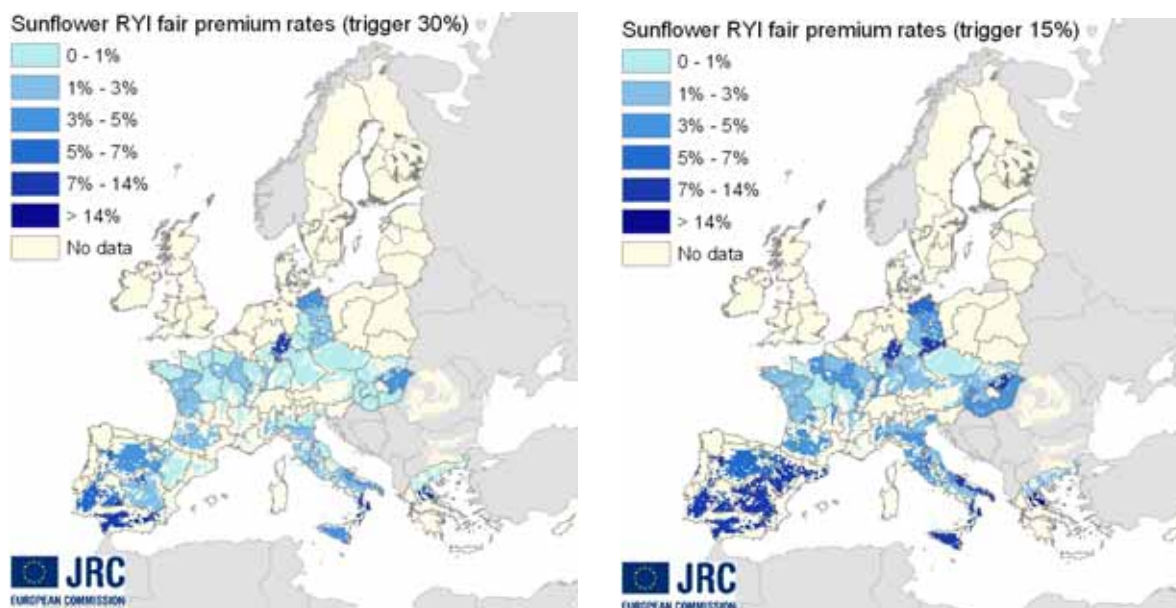 Sunflower RYI fair premium rates (trigger 30%)
0 - 1%
1% - 3%
3% - 5%
5% - 7%
7% - 14%
> 14%
No data
JRC
EUROPEAN COMMISSION
Sunflower RYI fair premium rates (trigger 15%)
0 - 1%
1% - 3%
3% - 5%
5% - 7%
7% - 14%
> 14%
No data
JRC
EUROPEAN COMMISSION